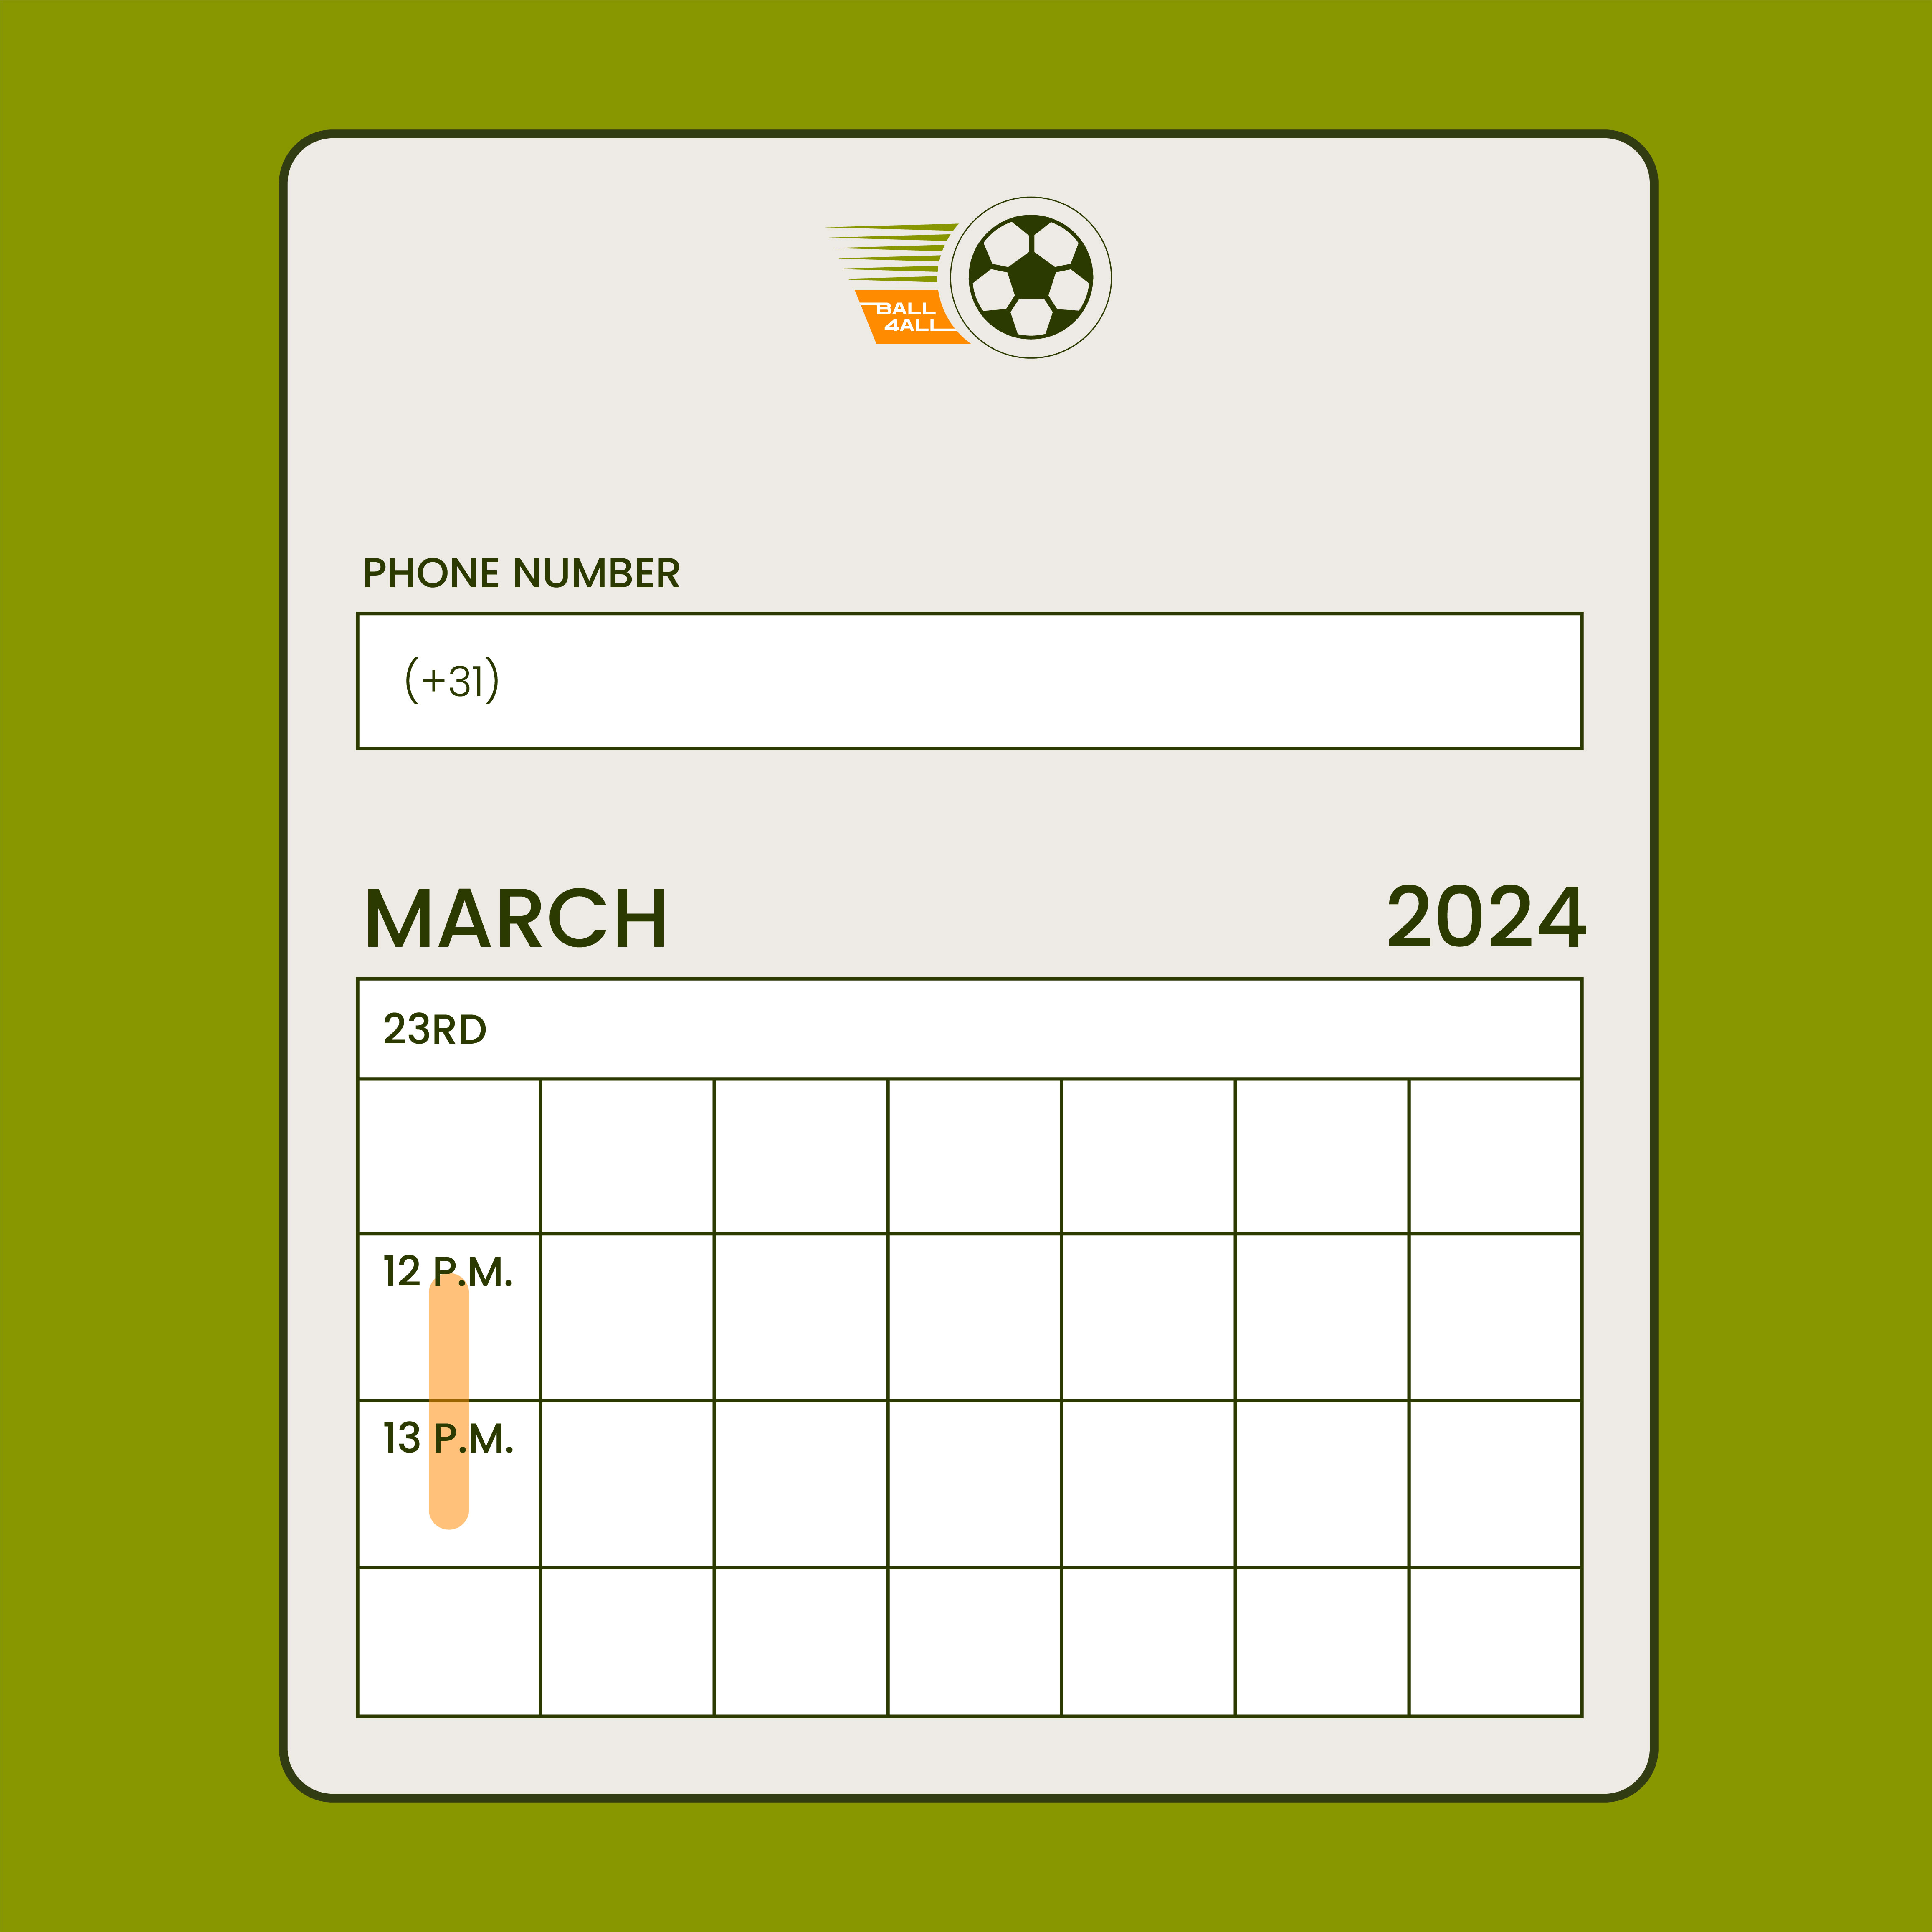 BALL
4ALL
PHONE NUMBER
(+31)
MARCH 2024
23RD
12 P.M.
13 P.M.